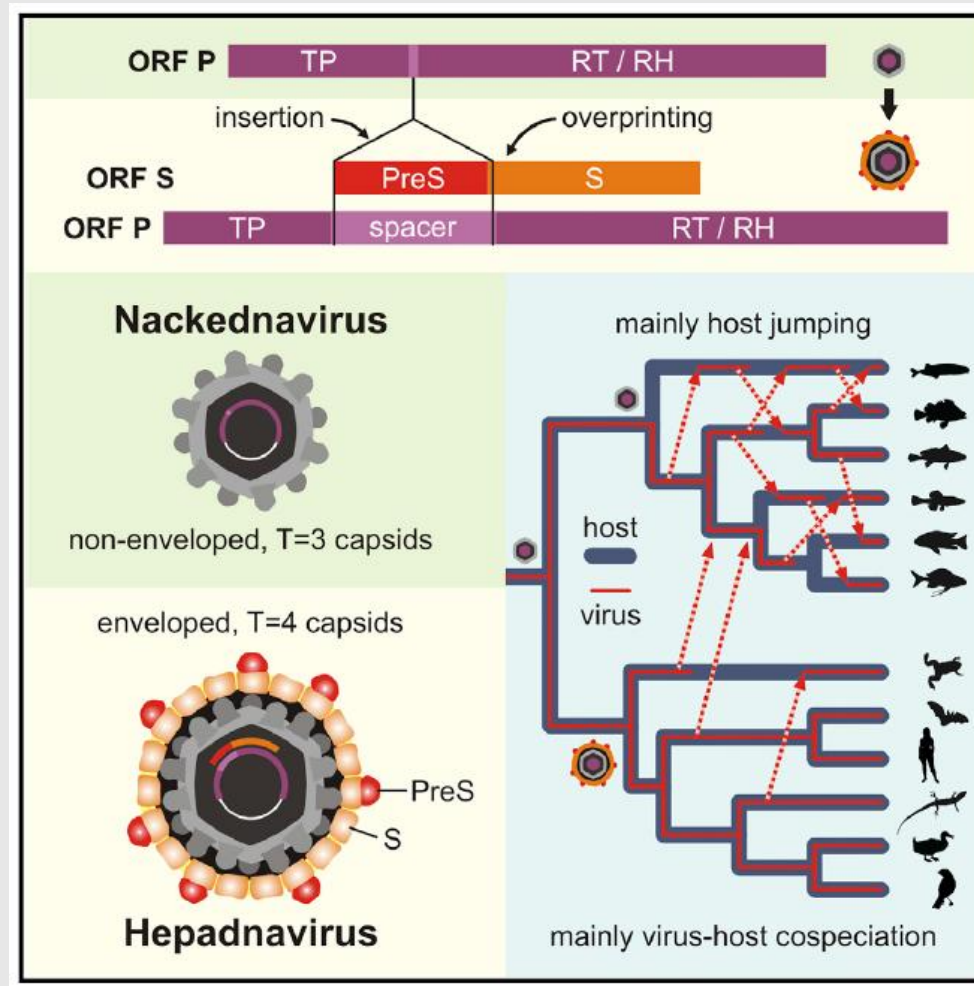 ORF P TP RT / RH
insertion overprinting
ORF S PreS S
ORF P TP spacer RT / RH
Nackednavirus
non-enveloped, T=3 capsids
enveloped, T=4 capsids
PreS
S
Hepadnavirus
mainly host jumping
host
virus
mainly virus-host cospeciation